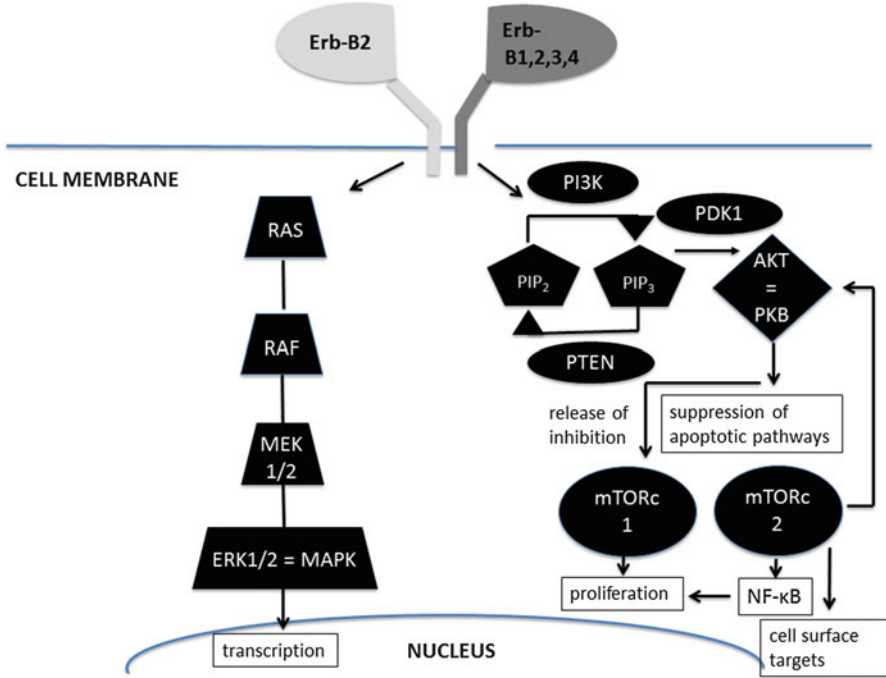 Erb-B2
Erb-
B1,2,3,4
CELL MEMBRANE
PI3K
PDK1
RAS
AKT
=
PKB
PIP₂
PIP₃
RAF
PTEN
release of
inhibition
suppression of
apoptotic pathways
MEK
1/2
mTORc
1
mTORc
2
ERK1/2 = MAPK
proliferation
NF-κB
transcription
NUCLEUS
cell surface
targets